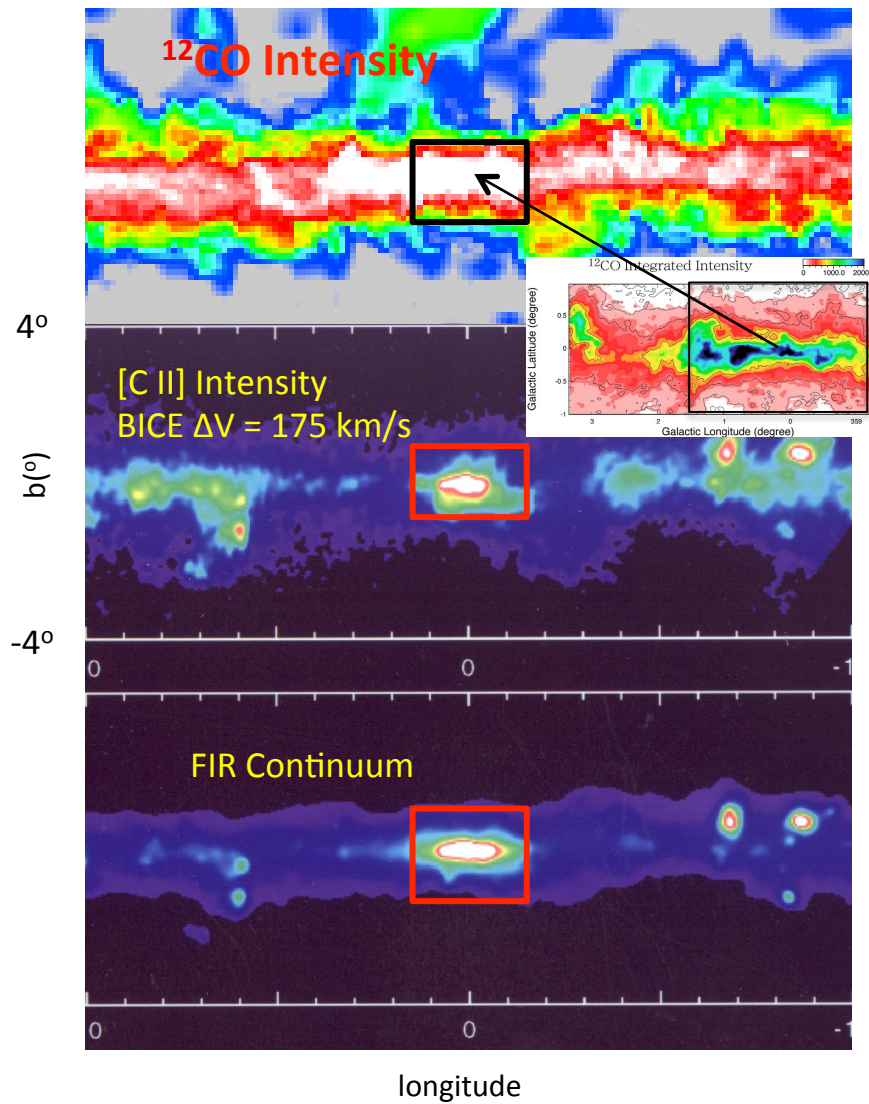 ¹²CO Intensity
¹²CO Integrated Intensity
0 1000.0 2000
Galactic Latitude (degree)
0.5
0
-0.5
-1
3 2 1 0 359
Galactic Longitude (degree)
4º
[C II] Intensity
BICE ΔV = 175 km/s
b(º)
-4º
0 0 -1
FIR Continuum
0 0 -1
longitude